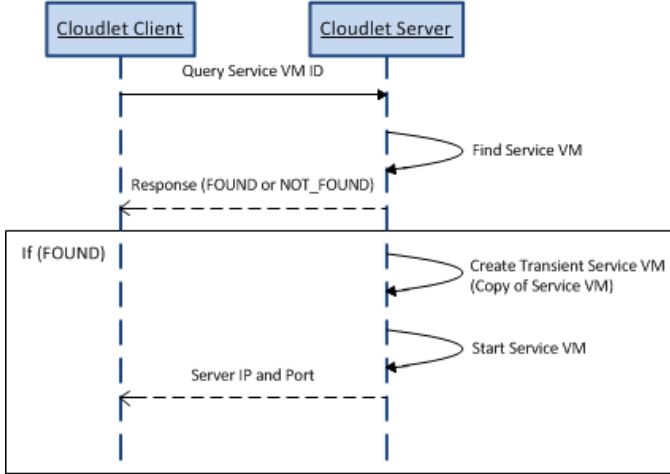 Cloudlet Client
Cloudlet Server
Query Service VM ID
Find Service VM
Response (FOUND or NOT_FOUND)
If (FOUND)
Create Transient Service VM
(Copy of Service VM)
Start Service VM
Server IP and Port